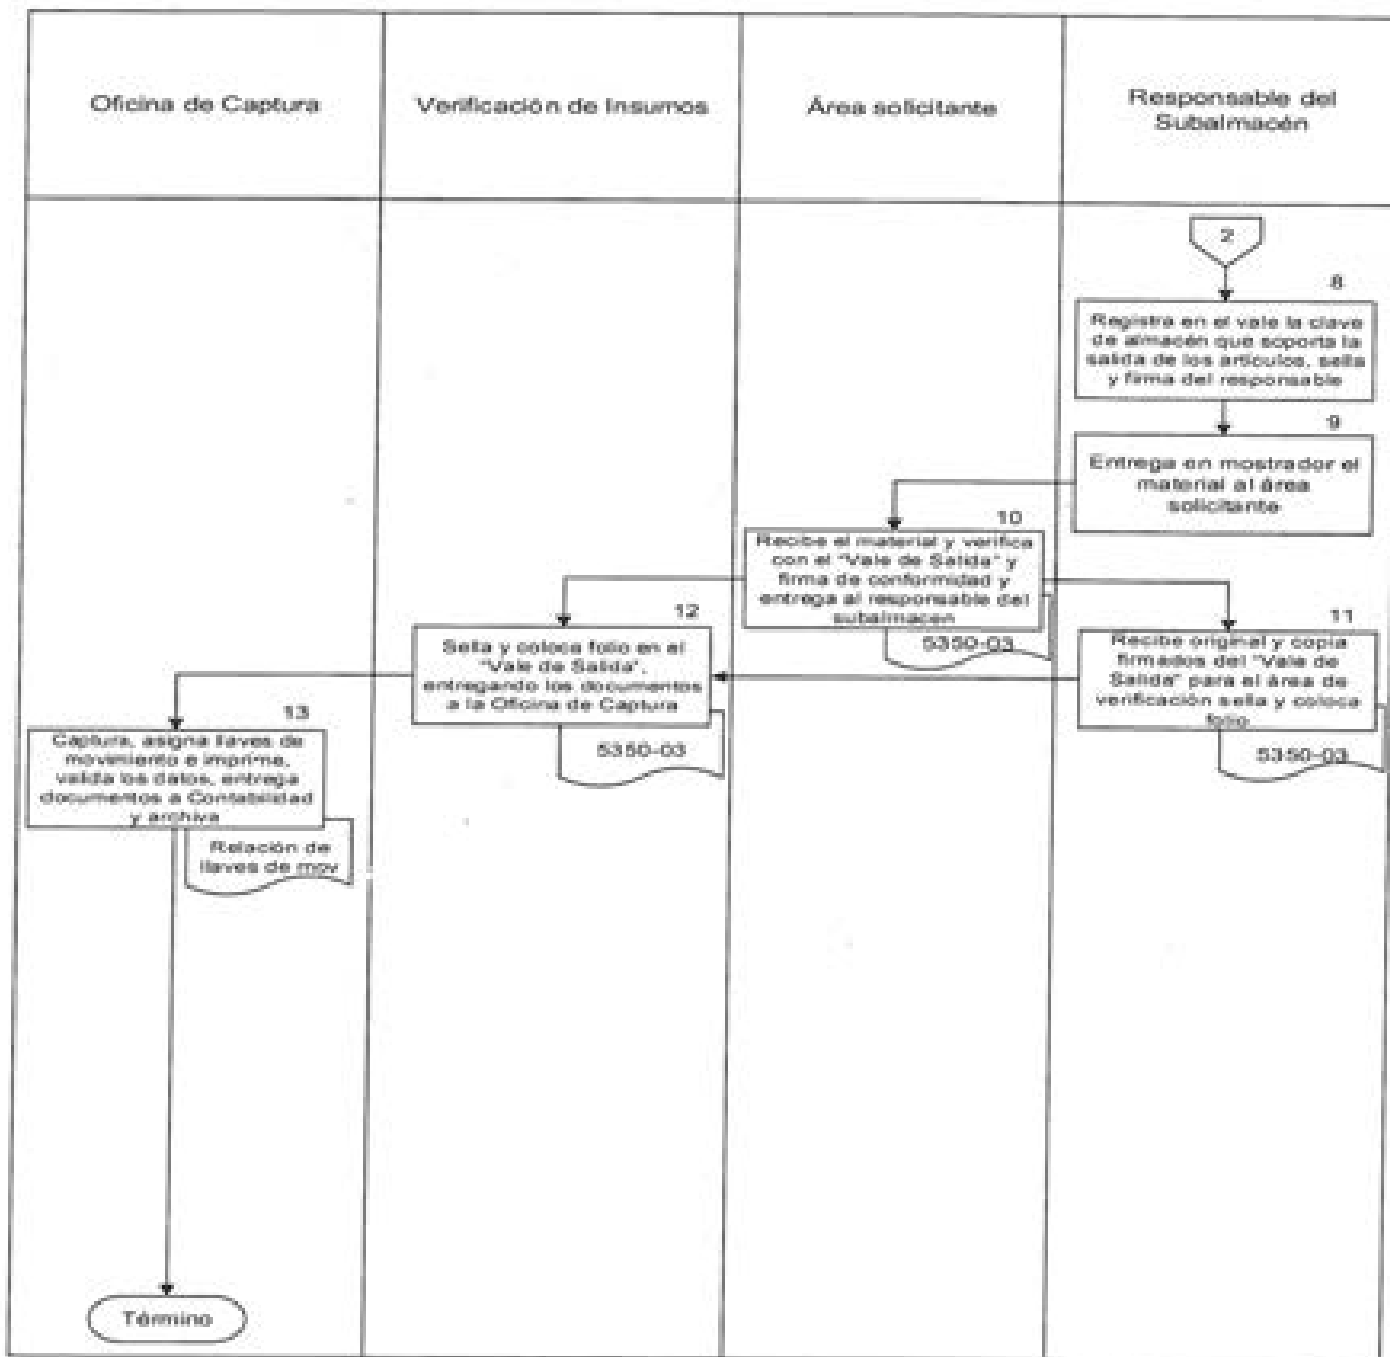 Oficina de Captura
Verificación de Insumos
Área solicitante
Responsable del
Subalmacén
2
8
Registra en el vale la clave
de almacén que soporta la
salida de los artículos, sella
y firma del responsable
9
Entrega en mostrador el
material al área
solicitante
10
Recibe el material y verifica
con el "Vale de Salida" y
firma de conformidad y
entrega al responsable del
subalmacen
5350-03
11
Recibe original y copia
firmados del "Vale de
Salida" para el área de
verificación sella y coloca
folio
5350-03
12
Sella y coloca folio en el
"Vale de Salida",
entregando los documentos
a la Oficina de Captura
5350-03
13
Captura, asigna llaves de
movimiento e imprime,
valida los datos, entrega
documentos a Contabilidad
y archiva
Relación de
llaves de mov
Término